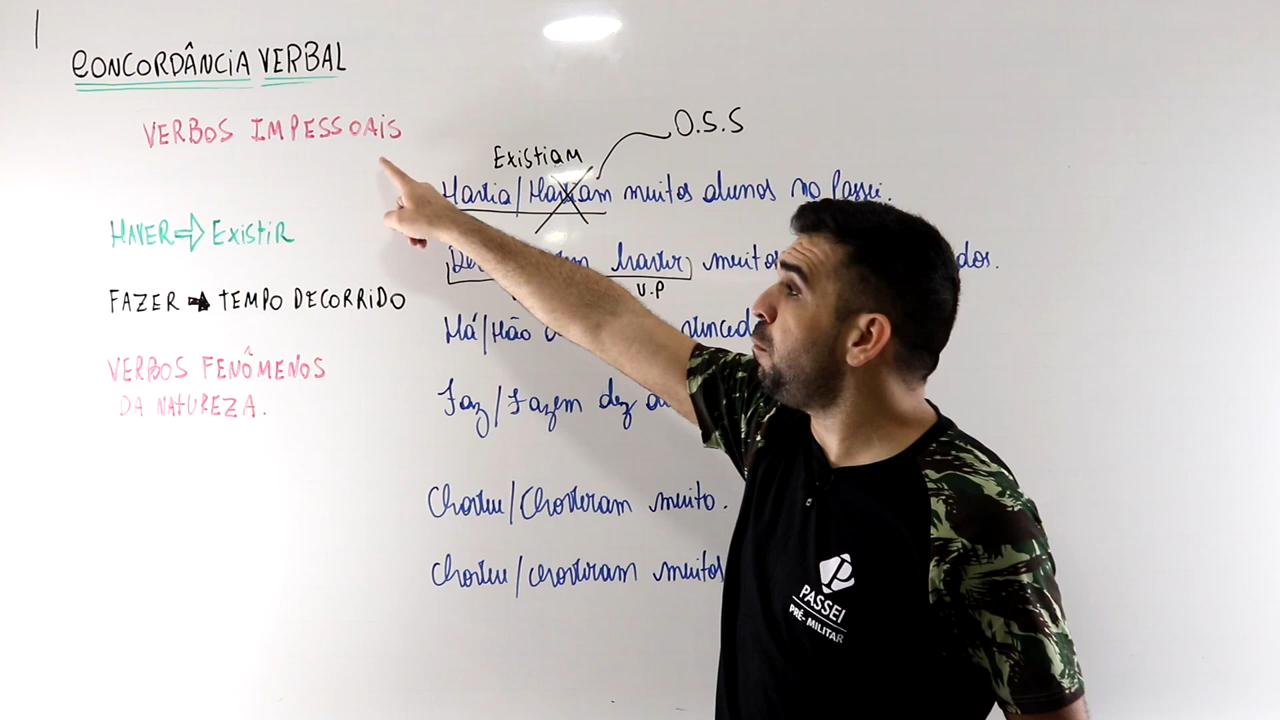 CONCORDÂNCIA VERBAL
VERBOS IMPESSOAIS
HAVER ⇒ EXISTIR
FAZER → TEMPO DECORRIDO
VERBOS FENÔMENOS
DA NATUREZA.
O.S.S
Existiam
Havia/Haviam muitos alunos no Passei.
haver muitos dos.
V.P
Há/Hão
Faz/Fazem dez
Choveu/Choveram muito.
Choveu/choveram muitos
PASSEI
PRÉ-MILITAR